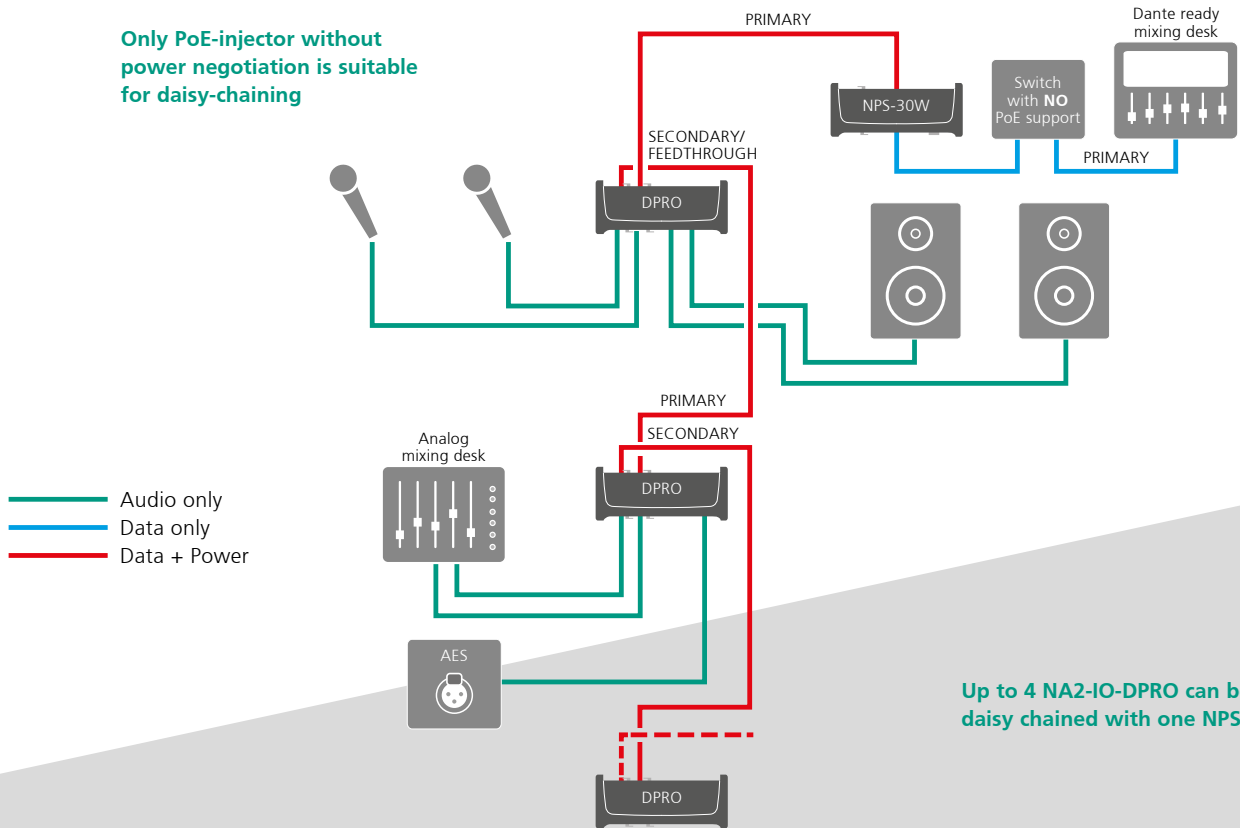 Only PoE-injector without
power negotiation is suitable
for daisy-chaining
PRIMARY
Dante ready
mixing desk
NPS-30W
Switch
with NO
PoE support
PRIMARY
SECONDARY/
FEEDTHROUGH
DPRO
PRIMARY
SECONDARY
Analog
mixing desk
DPRO
Audio only
Data only
Data + Power
AES
Up to 4 NA2-IO-DPRO can b
daisy chained with one NPS
DPRO